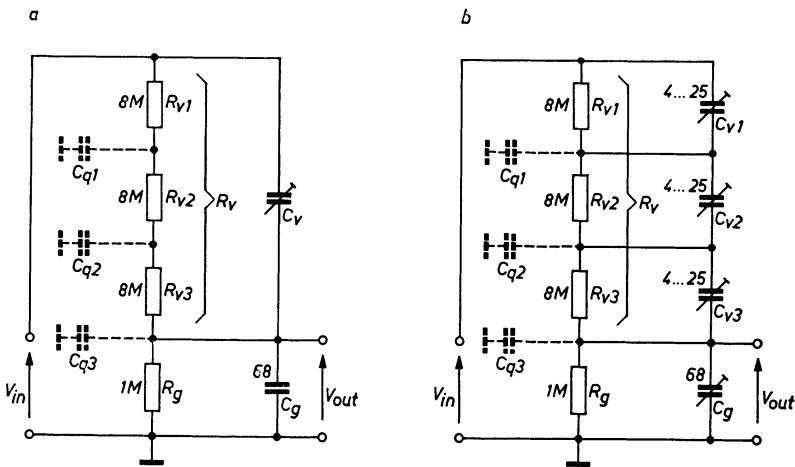 a
8M Rv1
Cq1
8M Rv2
Rv
Cv
Cq2
8M Rv3
Cq3
68
1M Rg
Cg
Vin
Vout
b
4...25
8M Rv1
Cv1
Cq1
4...25
8M Rv2
Rv
Cv2
Cq2
4...25
8M Rv3
Cv3
Cq3
68
1M Rg
Cg
Vin
Vout